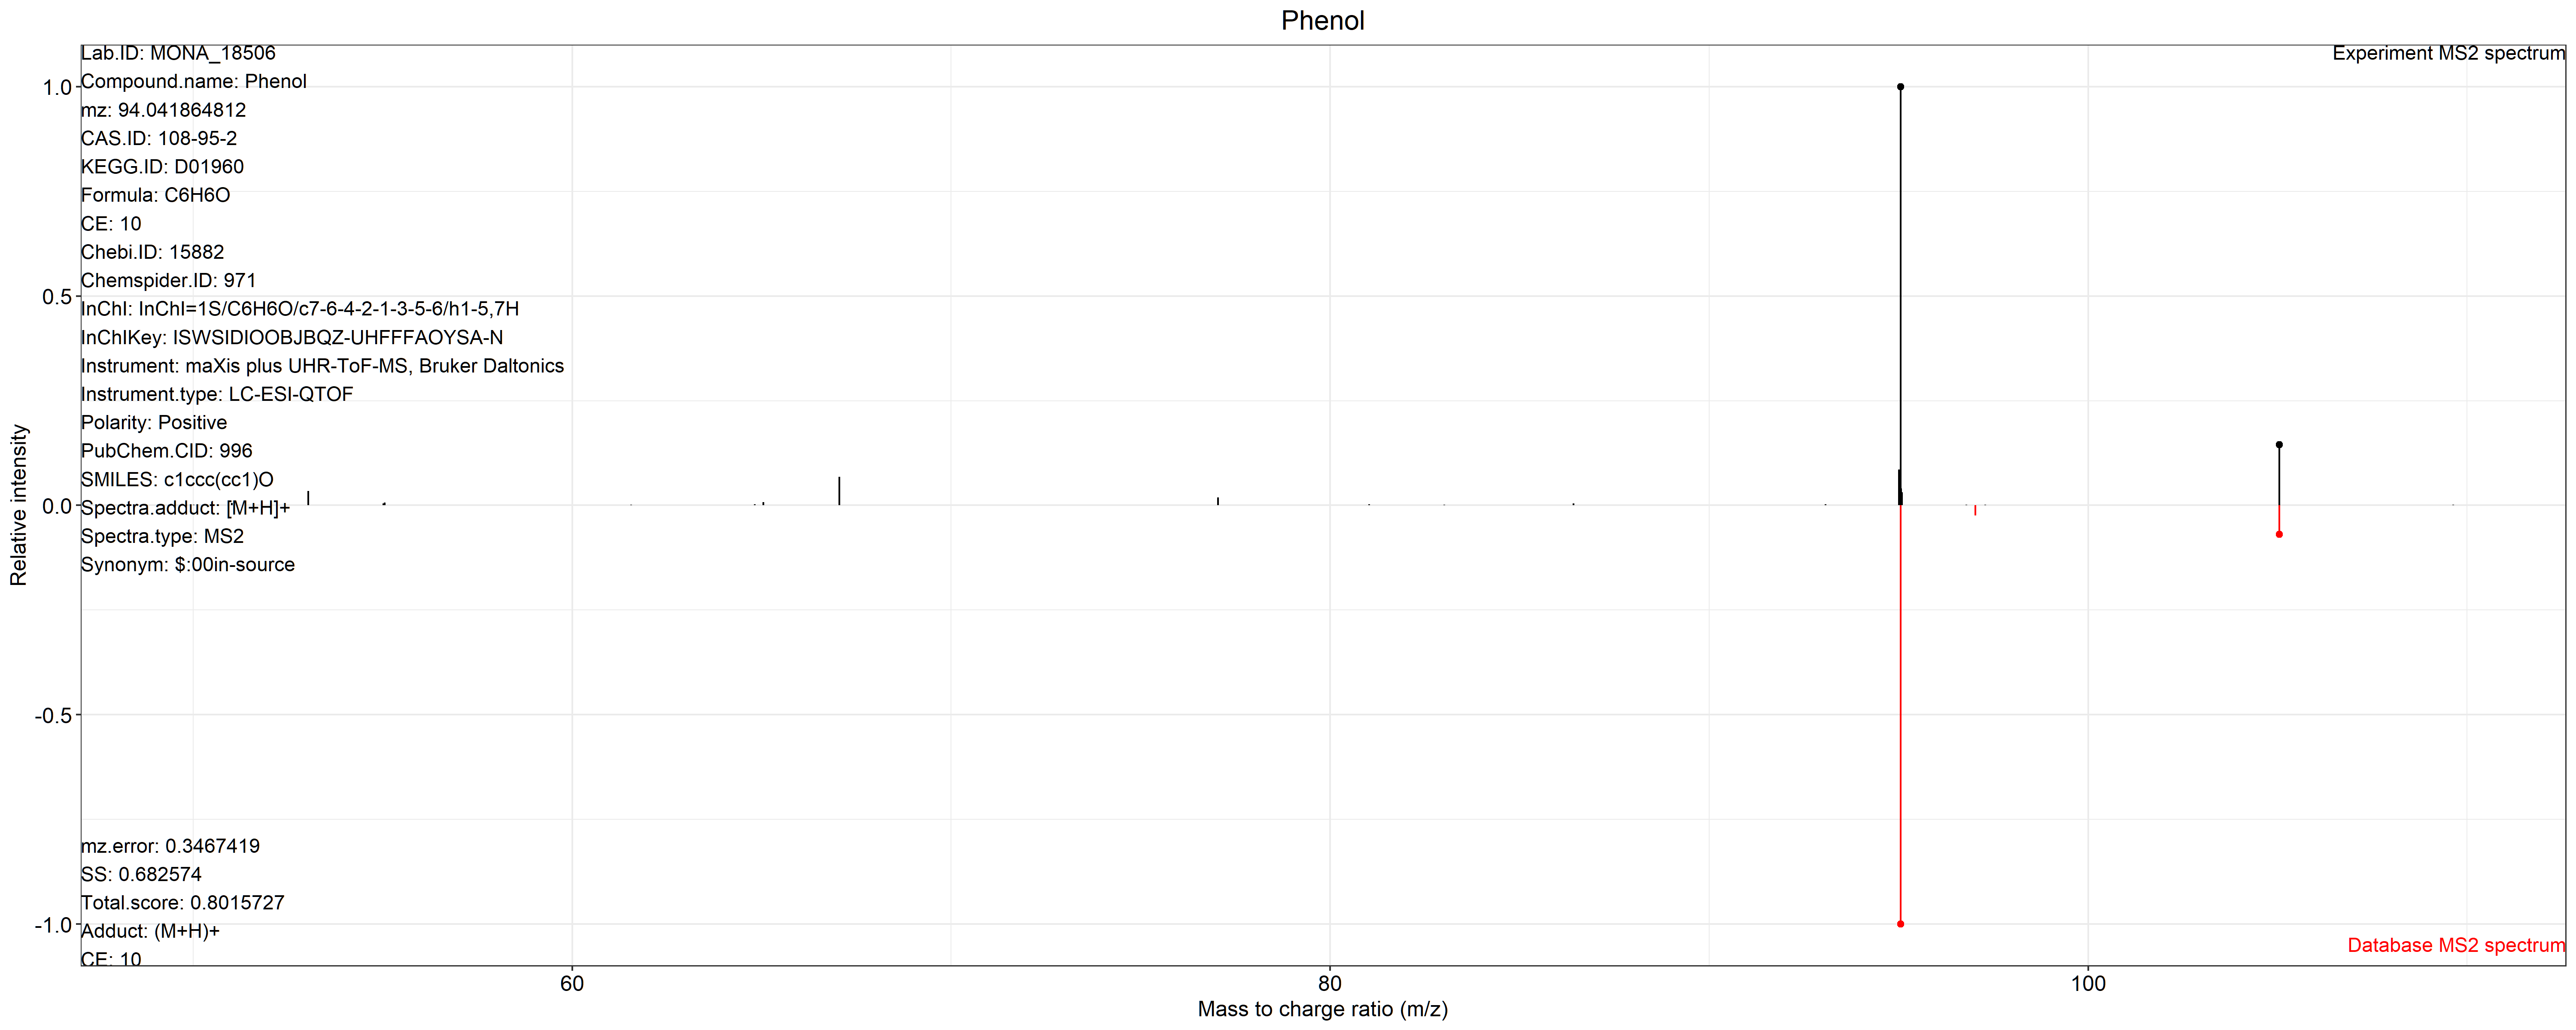 Phenol
Lab.ID: MONA_18506
Experiment MS2 spectrum
Compound.name: Phenol
mz: 94.041864812
CAS.ID: 108-95-2
KEGG.ID: D01960
Formula: C6H6O
CE: 10
Chebi.ID: 15882
Chemspider.ID: 971
InChI: InChI=1S/C6H6O/c7-6-4-2-1-3-5-6/h1-5,7H
InChIKey: ISWSIDIOOBJBQZ-UHFFFAOYSA-N
Instrument: maXis plus UHR-ToF-MS, Bruker Daltonics
Instrument.type: LC-ESI-QTOF
Polarity: Positive
PubChem.CID: 996
SMILES: c1ccc(cc1)O
Spectra.adduct: [M+H]+
Spectra.type: MS2
Synonym: $:00in-source
mz.error: 0.3467419
SS: 0.682574
Total.score: 0.8015727
Adduct: (M+H)+
CE: 10
Database MS2 spectrum
1.0
0.5
0.0
-0.5
-1.0
Relative intensity
60
80
100
Mass to charge ratio (m/z)